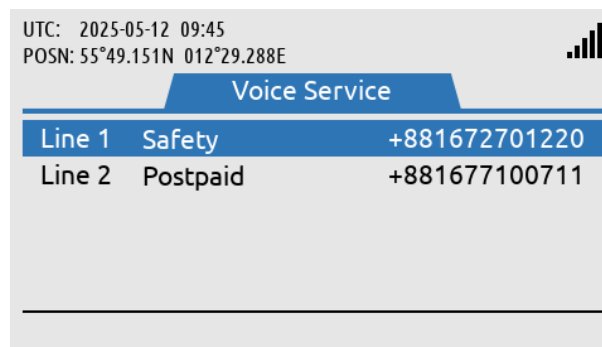 UTC: 2025-05-12 09:45
POSN: 55°49.151N 012°29.288E
Voice Service
Line 1 Safety +881672701220
Line 2 Postpaid +881677100711